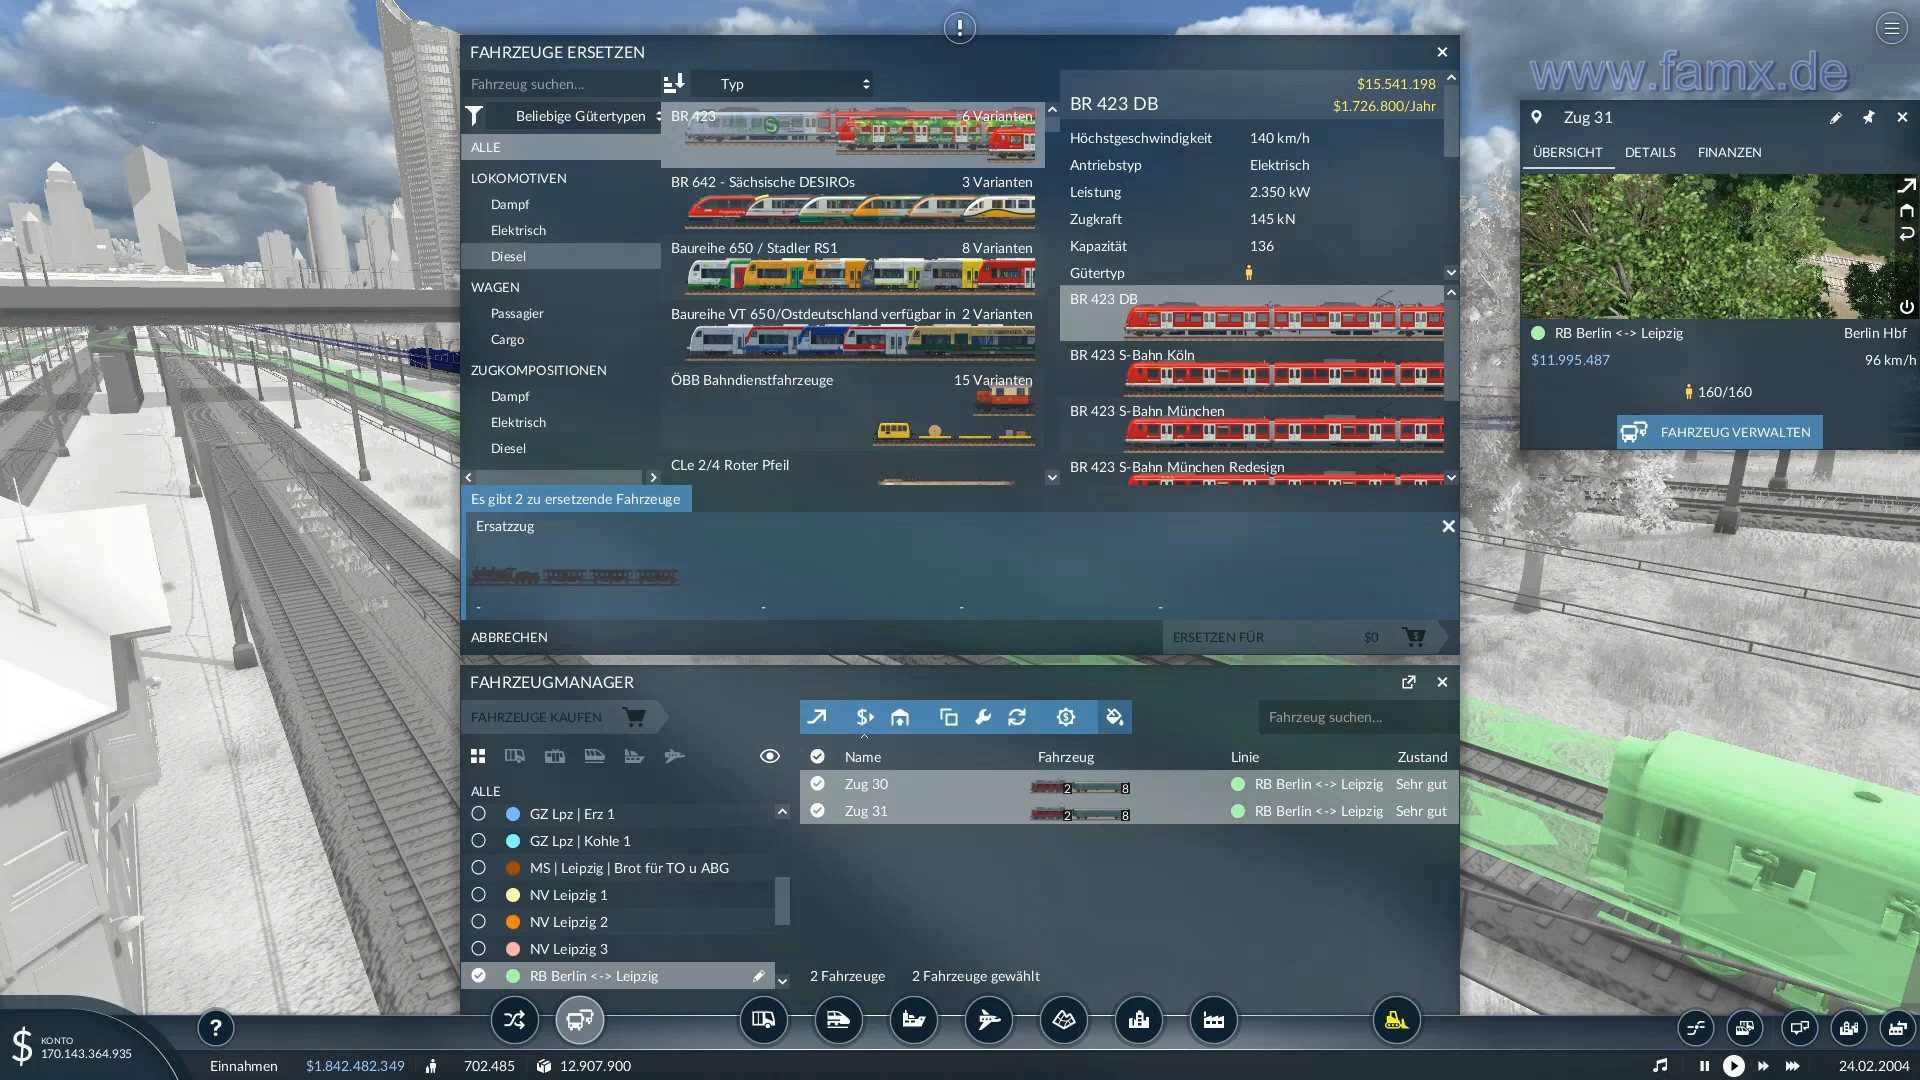 www.famx.de
FAHRZEUGE ERSETZEN
Fahrzeug suchen...
Typ
Beliebige Gütertypen
ALLE
LOKOMOTIVEN
Dampf
Elektrisch
Diesel
WAGEN
Passagier
Cargo
ZUGKOMPOSITIONEN
Dampf
Elektrisch
Diesel
BR 423
6 Varianten
BR 642 - Sächsische DESIROs
3 Varianten
Baureihe 650 / Stadler RS1
8 Varianten
Baureihe VT 650/Ostdeutschland verfügbar in
2 Varianten
ÖBB Bahndienstfahrzeuge
15 Varianten
CLe 2/4 Roter Pfeil
$15.541.198
BR 423 DB
$1.726.800/Jahr
Höchstgeschwindigkeit 140 km/h
Antriebstyp Elektrisch
Leistung 2.350 kW
Zugkraft 145 kN
Kapazität 136
Gütertyp
BR 423 DB
BR 423 S-Bahn Köln
BR 423 S-Bahn München
BR 423 S-Bahn München Redesign
Es gibt 2 zu ersetzende Fahrzeuge
Ersatzzug
- - - -
ABBRECHEN
ERSETZEN FÜR $0
Zug 31
ÜBERSICHT DETAILS FINANZEN
RB Berlin <-> Leipzig Berlin Hbf
$11.995.487 96 km/h
160/160
FAHRZEUG VERWALTEN
FAHRZEUGMANAGER
FAHRZEUGE KAUFEN
Fahrzeug suchen...
ALLE
GZ Lpz | Erz 1
GZ Lpz | Kohle 1
MS | Leipzig | Brot für TO u ABG
NV Leipzig 1
NV Leipzig 2
NV Leipzig 3
RB Berlin <-> Leipzig
Name Fahrzeug Linie Zustand
Zug 30 2 8 RB Berlin <-> Leipzig Sehr gut
Zug 31 2 8 RB Berlin <-> Leipzig Sehr gut
2 Fahrzeuge 2 Fahrzeuge gewählt
?
$ KONTO
170.143.364.935
Einnahmen $1.842.482.349 702.485 12.907.900
24.02.2004